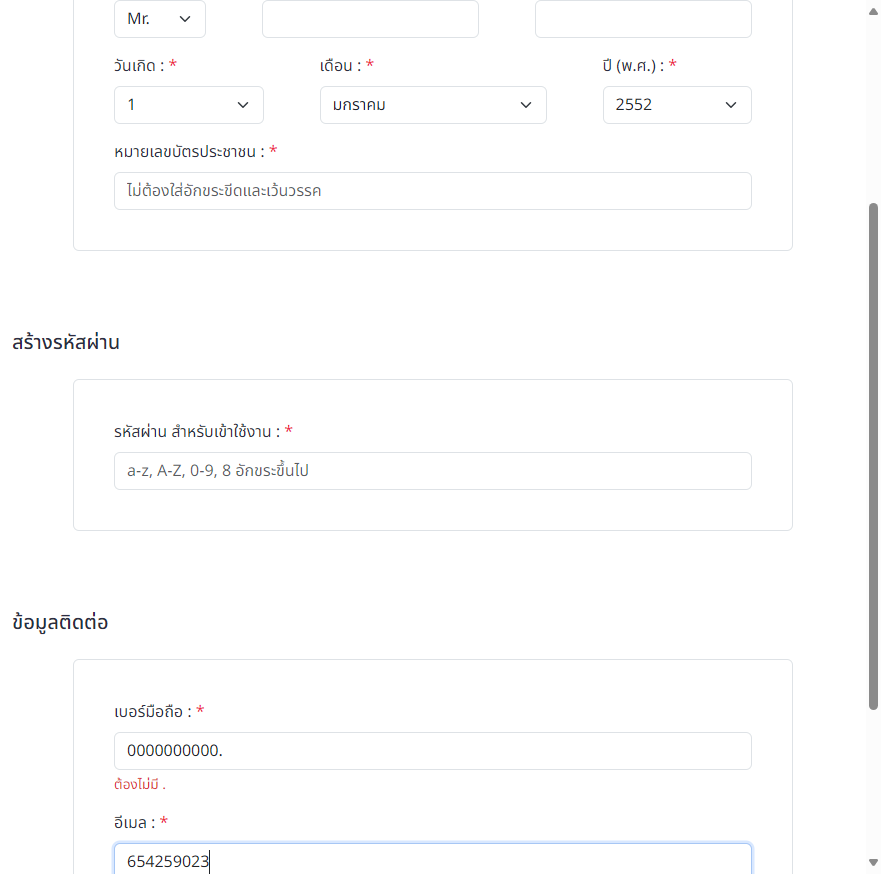 Mr.
วันเกิด : * เดือน : * ปี (พ.ศ.) : *
1 มกราคม 2552
หมายเลขบัตรประชาชน : *
ไม่ต้องใส่อักขระขีดและเว้นวรรค
สร้างรหัสผ่าน
รหัสผ่าน สำหรับเข้าใช้งาน : *
a-z, A-Z, 0-9, 8 อักขระขึ้นไป
ข้อมูลติดต่อ
เบอร์มือถือ : *
0000000000.
ต้องไม่มี .
อีเมล : *
654259023